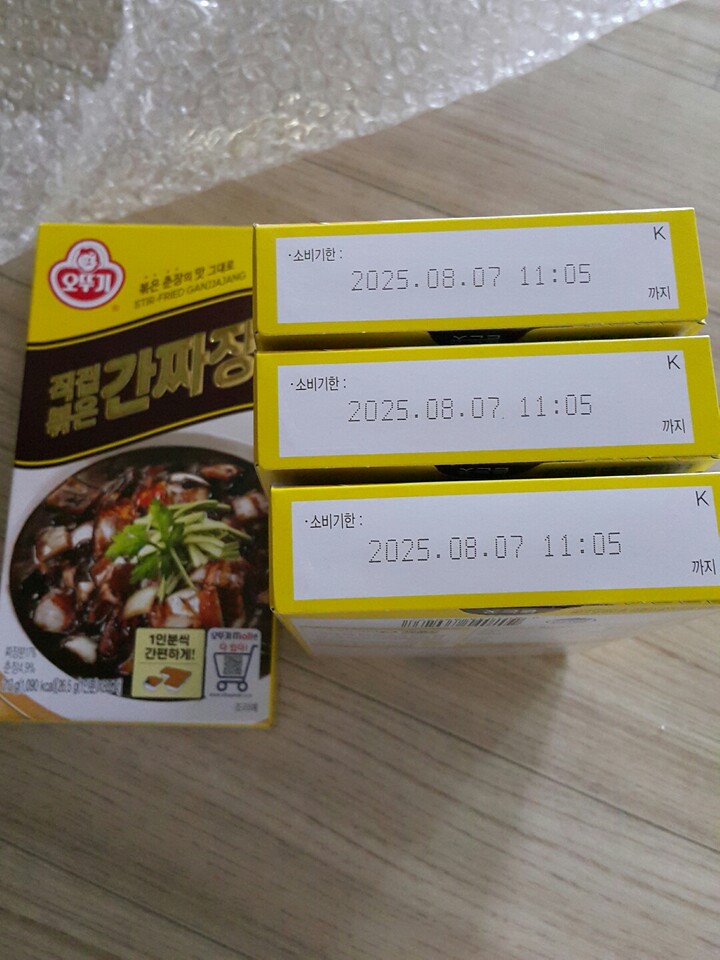 오뚜기
볶은 춘장의 맛 그대로
STIR-FRIED GANJJAJANG
직접
볶은
간짜장
1인분씩
간편하게!
·소비기한 :
K
2025.08.07 11:05
까지
·소비기한 :
K
2025.08.07 11:05
까지
·소비기한 :
K
2025.08.07 11:05
까지